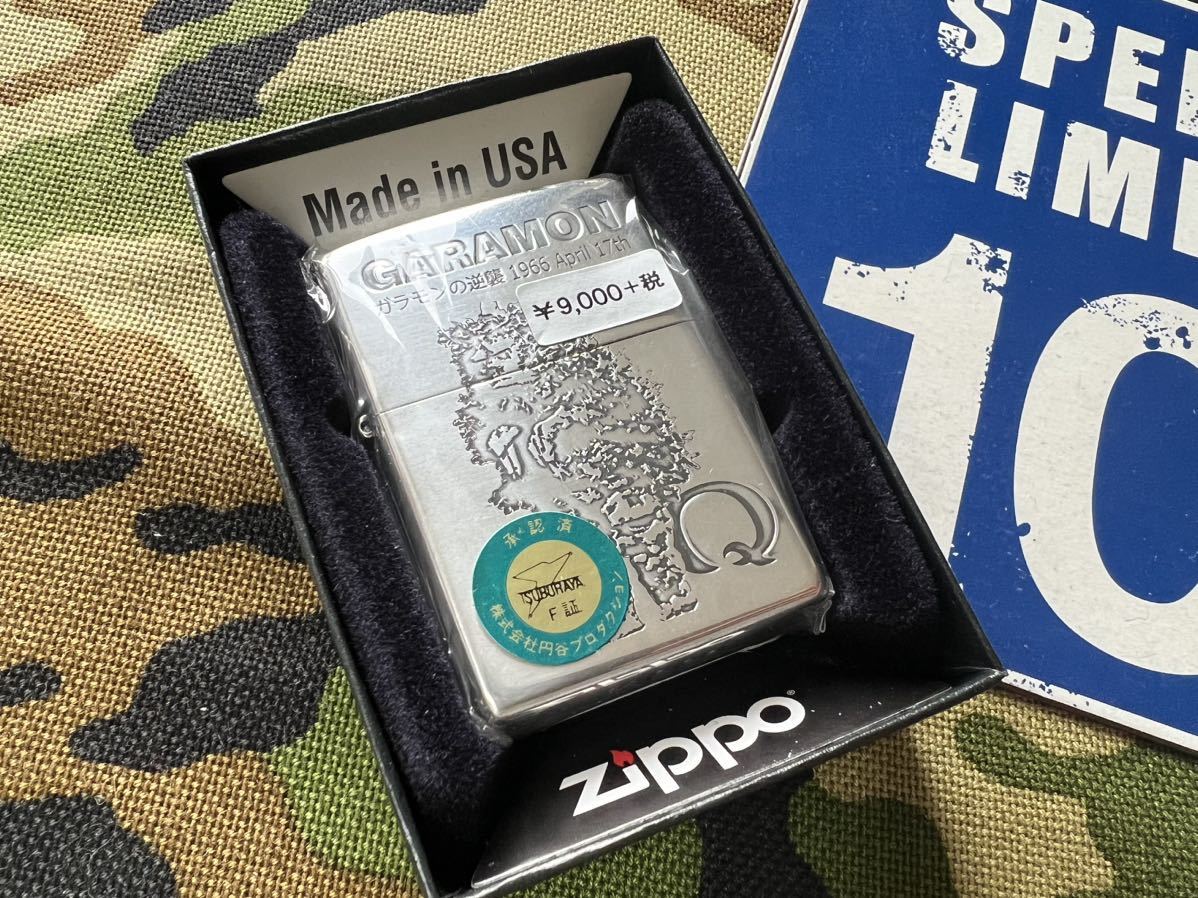 Made in USA
GARAMON
ガラモンの逆襲 1966 April 17th
¥9,000+税
Q
承認済
TSUBURAYA
F証
株式会社円谷プロダクション
zippo®
LIMI
10